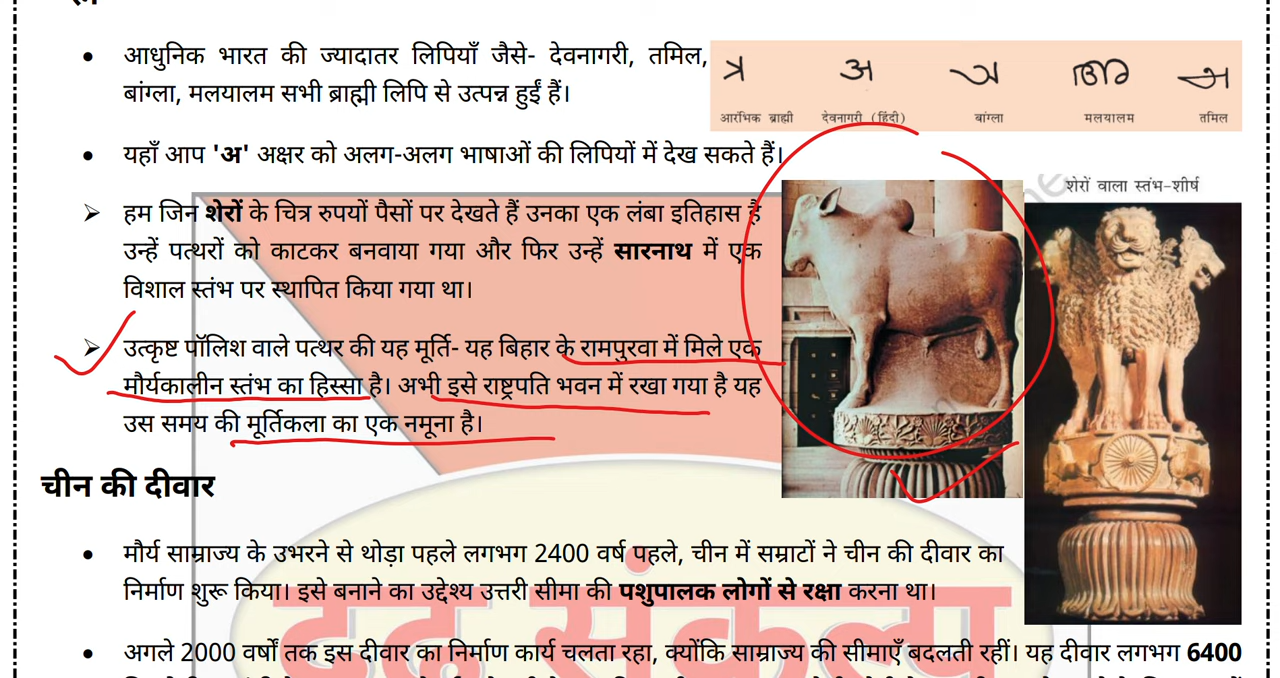 आधुनिक भारत की ज्यादातर लिपियाँ जैसे- देवनागरी, तमिल,
बांग्ला, मलयालम सभी ब्राह्मी लिपि से उत्पन्न हुईं हैं।
आरंभिक ब्राह्मी देवनागरी (हिंदी) बांग्ला मलयालम तमिल
यहाँ आप 'अ' अक्षर को अलग-अलग भाषाओं की लिपियों में देख सकते हैं।
शेरों वाला स्तंभ-शीर्ष
हम जिन शेरों के चित्र रुपयों पैसों पर देखते हैं उनका एक लंबा इतिहास है
उन्हें पत्थरों को काटकर बनवाया गया और फिर उन्हें सारनाथ में एक
विशाल स्तंभ पर स्थापित किया गया था।
उत्कृष्ट पॉलिश वाले पत्थर की यह मूर्ति- यह बिहार के रामपुरवा में मिले एक
मौर्यकालीन स्तंभ का हिस्सा है। अभी इसे राष्ट्रपति भवन में रखा गया है यह
उस समय की मूर्तिकला का एक नमूना है।
चीन की दीवार
मौर्य साम्राज्य के उभरने से थोड़ा पहले लगभग 2400 वर्ष पहले, चीन में सम्राटों ने चीन की दीवार का
निर्माण शुरू किया। इसे बनाने का उद्देश्य उत्तरी सीमा की पशुपालक लोगों से रक्षा करना था।
दृढ़ संकल्प
अगले 2000 वर्षों तक इस दीवार का निर्माण कार्य चलता रहा, क्योंकि साम्राज्य की सीमाएँ बदलती रहीं। यह दीवार लगभग 6400